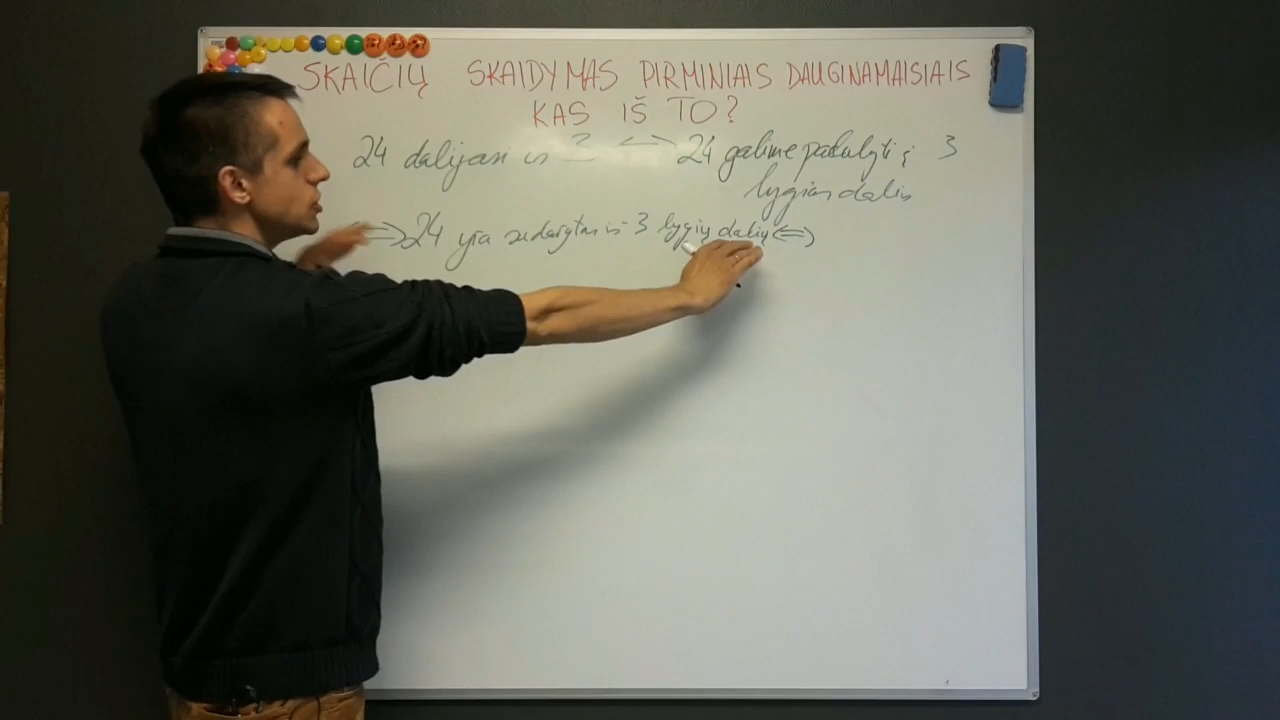 SKAIČIŲ SKAIDYMAS PIRMINIAIS DAUGINAMAISIAIS
KAS IŠ TO?
24 dalijasi iš 3 <=> 24 galime padalyti į 3
lygias dalis
<=> 24 yra sudarytas iš 3 lygių dalių <=>